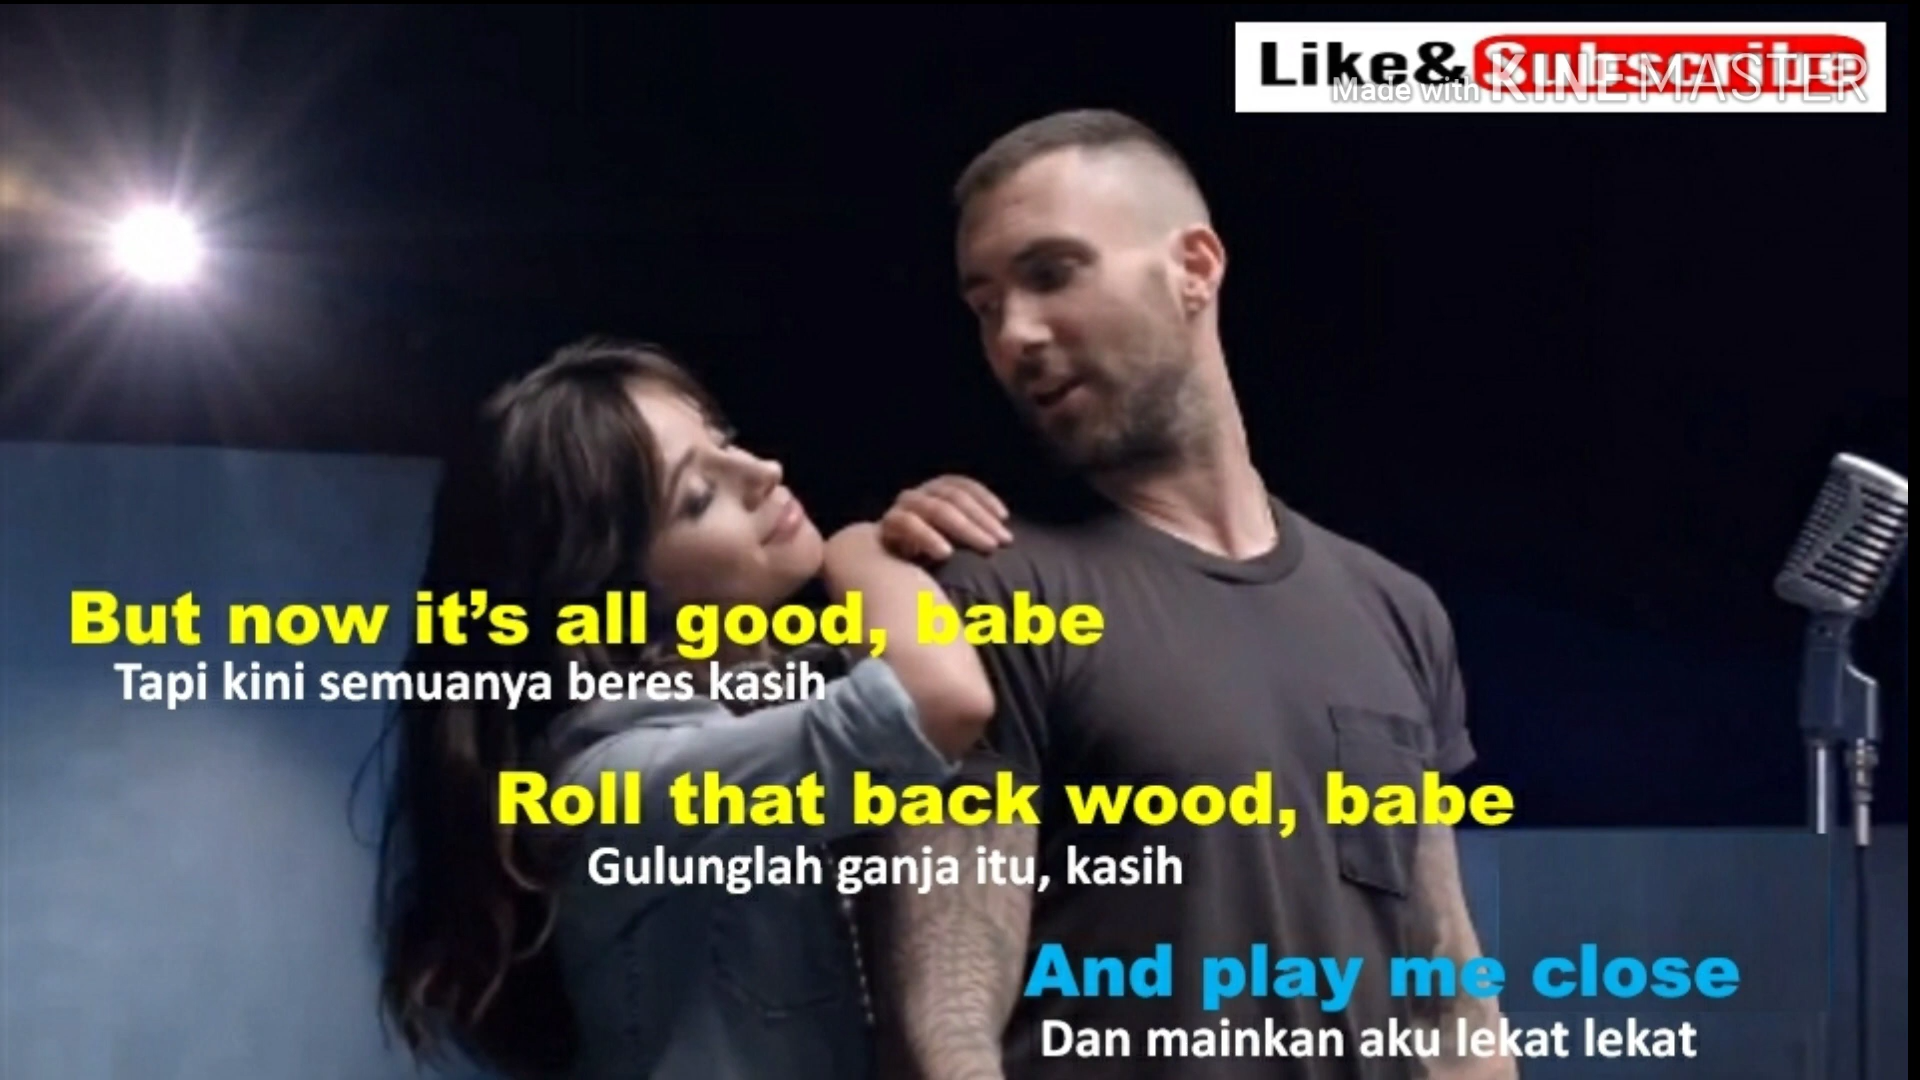 Like& Subscribe
Made with KINEMASTER
But now it’s all good, babe
Tapi kini semuanya beres kasih
Roll that back wood, babe
Gulunglah ganja itu, kasih
And play me close
Dan mainkan aku lekat lekat